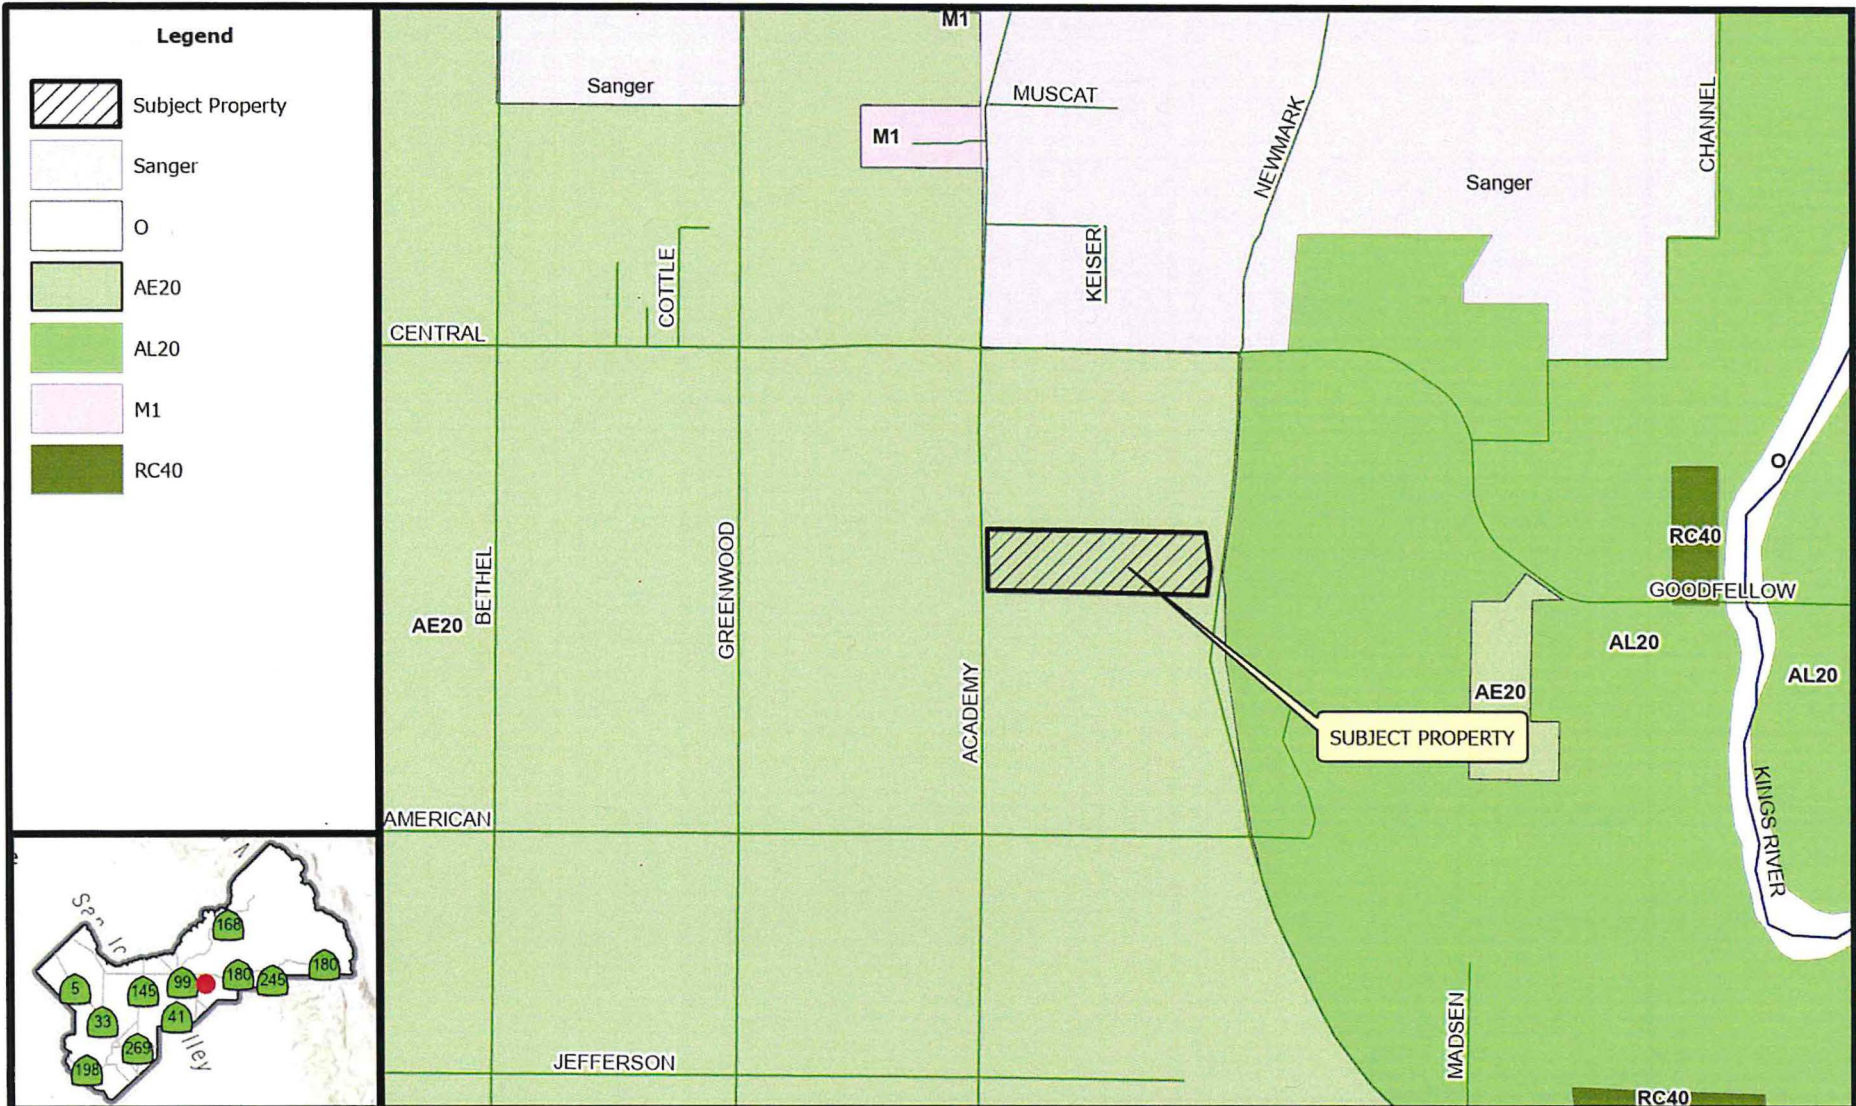 Legend
Subject Property
Sanger
O
AE20
AL20
M1
RC40
M1
Sanger
MUSCAT
M1
NEWMARK
CHANNEL
Sanger
COTTLE
KEISER
CENTRAL
BETHEL
GREENWOOD
ACADEMY
AE20
O
RC40
GOODFELLOW
AL20
AL20
AE20
SUBJECT PROPERTY
KINGS RIVER
AMERICAN
JEFFERSON
MADSEN
RC40
168
180
180
245
99
145
5
41
33
269
198
lley